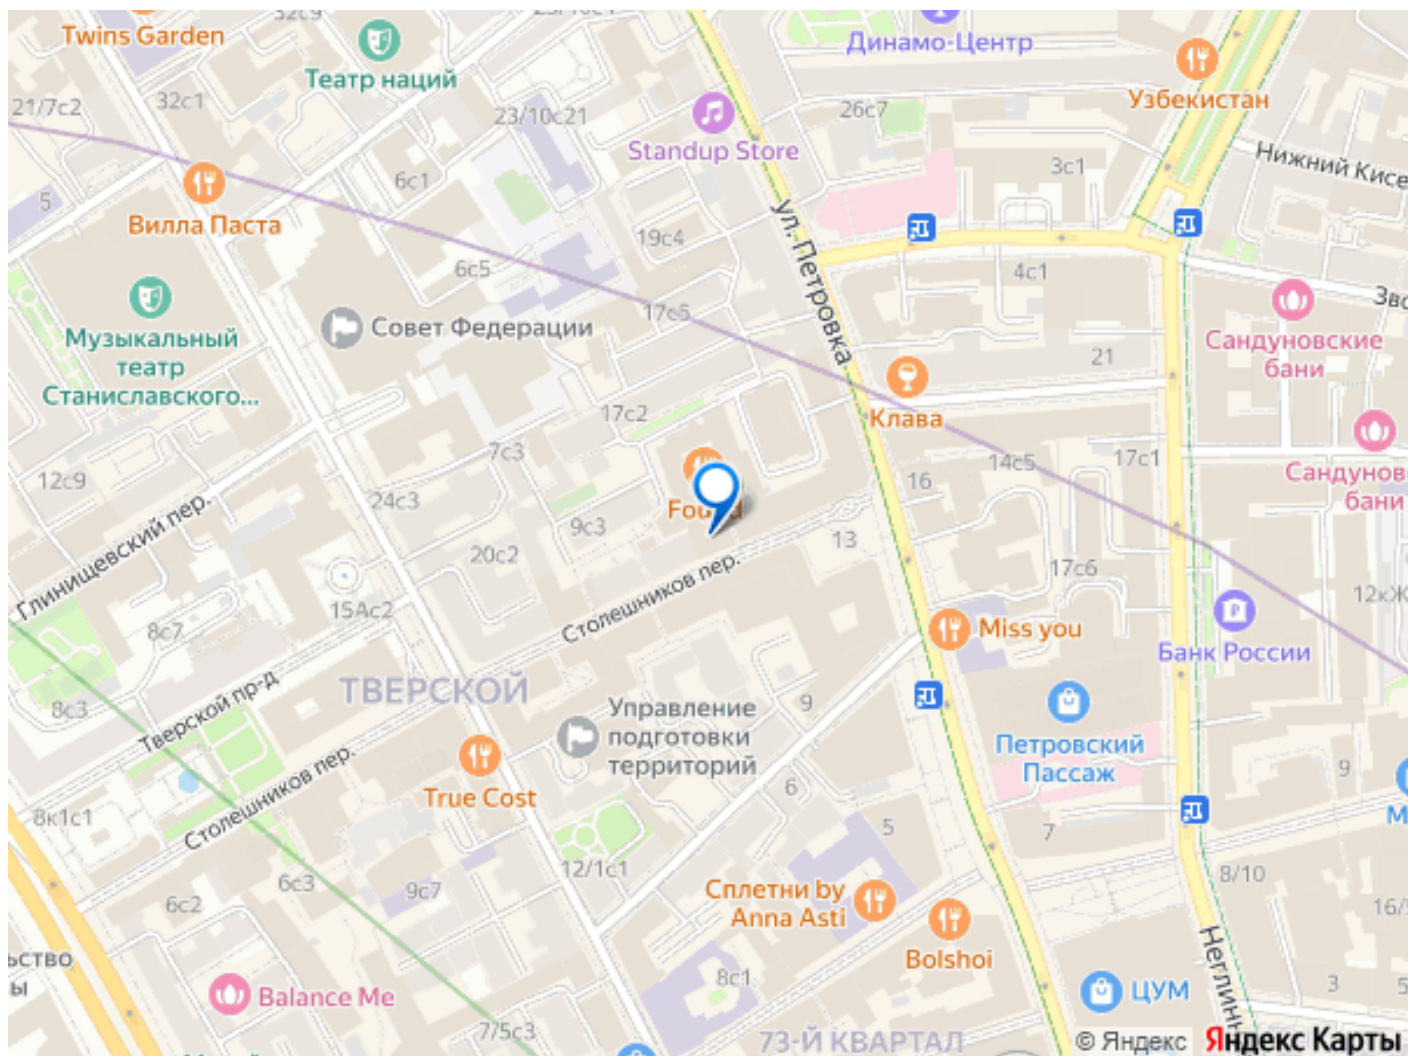 Twins Garden
Театр наций
Динамо-Центр
Узбекистан
21/7с2
32с1
23/10с21
26с7
Standup Store
3с1
Нижний Кисе
5
6с1
Вилла Паста
ул. Петровка
19с4
6с5
4с1
Зво
Совет Федерации
17с5
Музыкальный
театр
Станиславского...
Сандуновские
бани
21
Клава
17с2
7с3
14с5
17с1
12с9
16
Сандунов
бани
24с3
Found
9с3
13
Глинищевский пер.
20с2
Столешников пер.
17с6
15Ас2
12кЖ
8с7
Miss you
Банк России
ТВЕРСКОЙ
8с3
Тверской пр-д
9
Управление
подготовки
территорий
Петровский
Пассаж
9
True Cost
6
Столешников пер.
8к1с1
5
7
М
12/1с1
8/10
6с3
9с7
6с2
Сплетни by
Anna Asti
16/5
Bolshoi
ьство
ы
Неглинн
8с1
Balance Me
ЦУМ
3
5
7/5с3
73-Й КВАРТАЛ
© Яндекс
Яндекс Карты